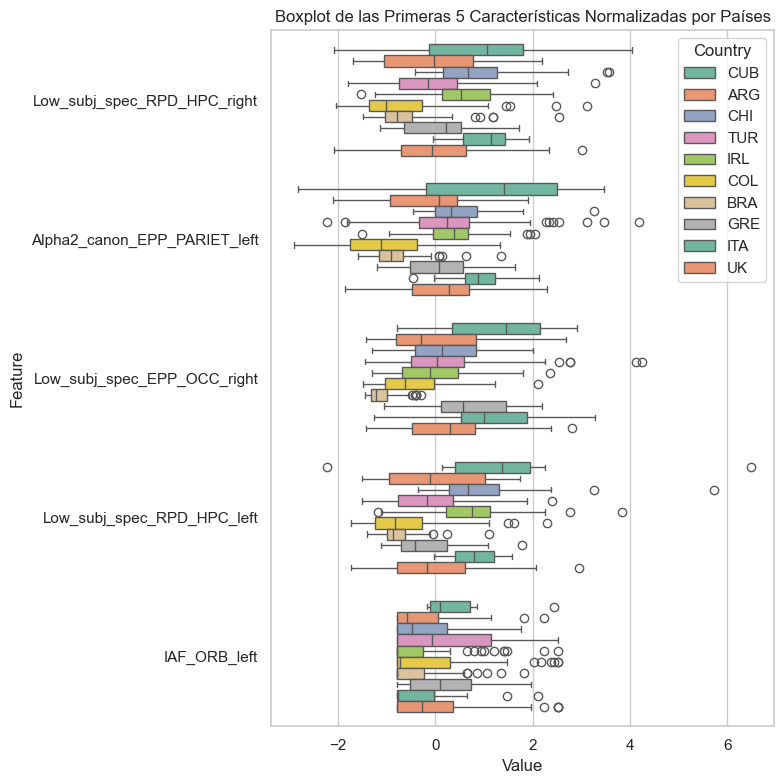 Boxplot de las Primeras 5 Características Normalizadas por Países
Country
CUB
ARG
CHI
TUR
IRL
COL
BRA
GRE
ITA
UK
Feature
Low_subj_spec_RPD_HPC_right
Alpha2_canon_EPP_PARIET_left
Low_subj_spec_EPP_OCC_right
Low_subj_spec_RPD_HPC_left
IAF_ORB_left
−2 0 2 4 6
Value